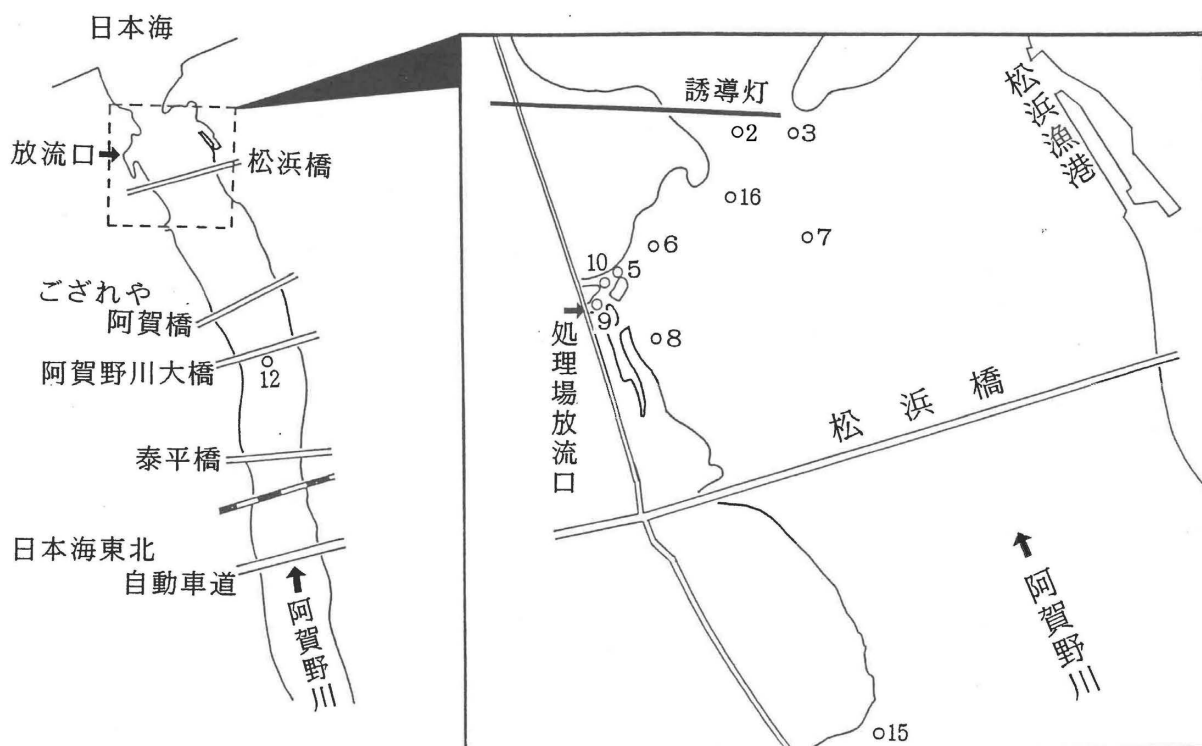 日本海
放流口
松浜橋
ござれや
阿賀橋
阿賀野川大橋
12
泰平橋
日本海東北
自動車道
阿賀野川
誘導灯
2
3
松浜漁港
16
6
7
10
5
9
8
処理場放流口
松浜橋
阿賀野川
15